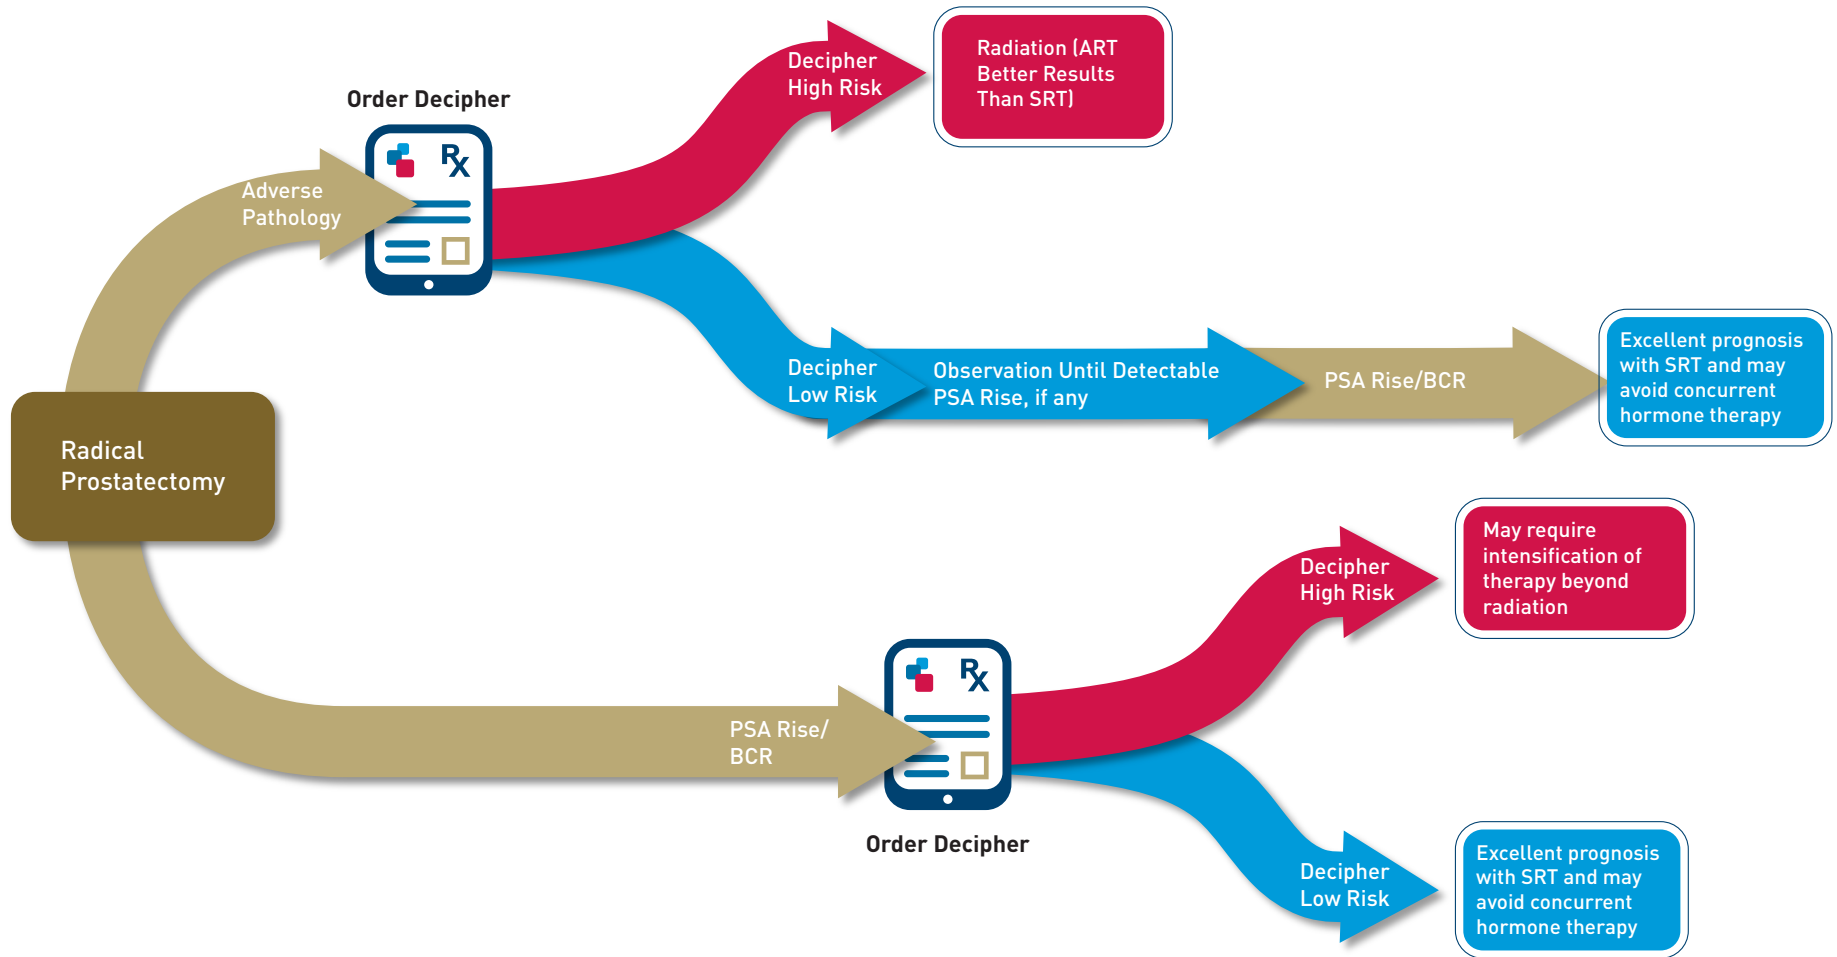 Radical
Prostatectomy
Adverse
Pathology
Order Decipher
Rx
Decipher
High Risk
Radiation (ART
Better Results
Than SRT)
Decipher
Low Risk
Observation Until Detectable
PSA Rise, if any
PSA Rise/BCR
Excellent prognosis
with SRT and may
avoid concurrent
hormone therapy
PSA Rise/
BCR
Rx
Order Decipher
Decipher
High Risk
May require
intensification of
therapy beyond
radiation
Decipher
Low Risk
Excellent prognosis
with SRT and may
avoid concurrent
hormone therapy